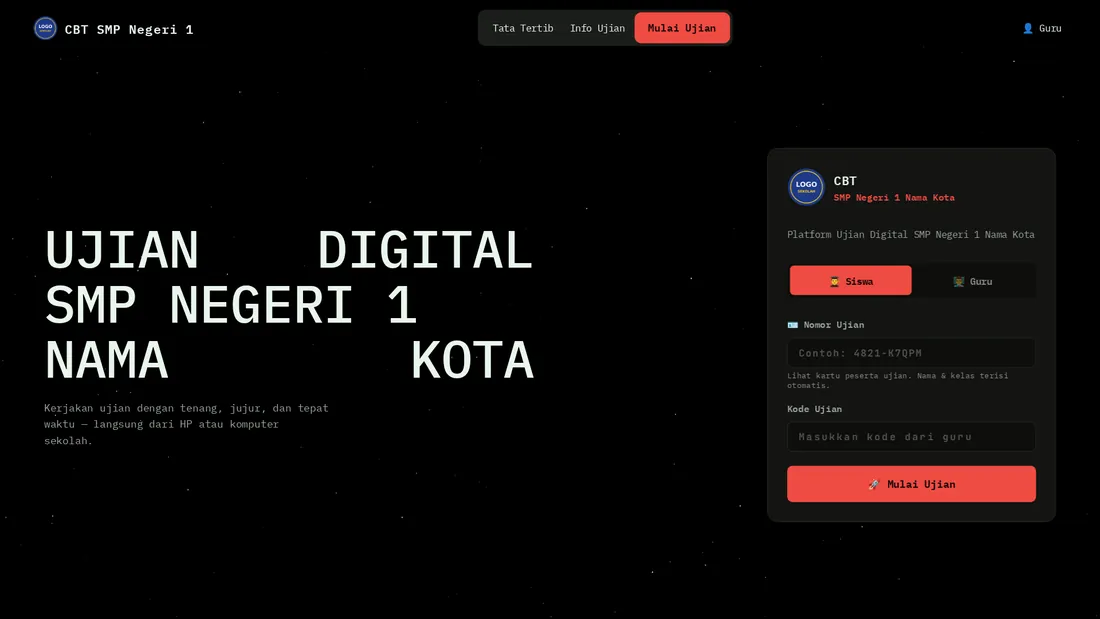 LOGO
CBT SMP Negeri 1
Tata Tertib
Info Ujian
Mulai Ujian
Guru
UJIAN DIGITAL
SMP NEGERI 1
NAMA KOTA
Kerjakan ujian dengan tenang, jujur, dan tepat
waktu — langsung dari HP atau komputer
sekolah.
LOGO
SEKOLAH
CBT
SMP Negeri 1 Nama Kota
Platform Ujian Digital SMP Negeri 1 Nama Kota
Siswa
Guru
Nomor Ujian
Contoh: 4821-K7QPM
Lihat kartu peserta ujian. Nama & kelas terisi
otomatis.
Kode Ujian
Masukkan kode dari guru
Mulai Ujian